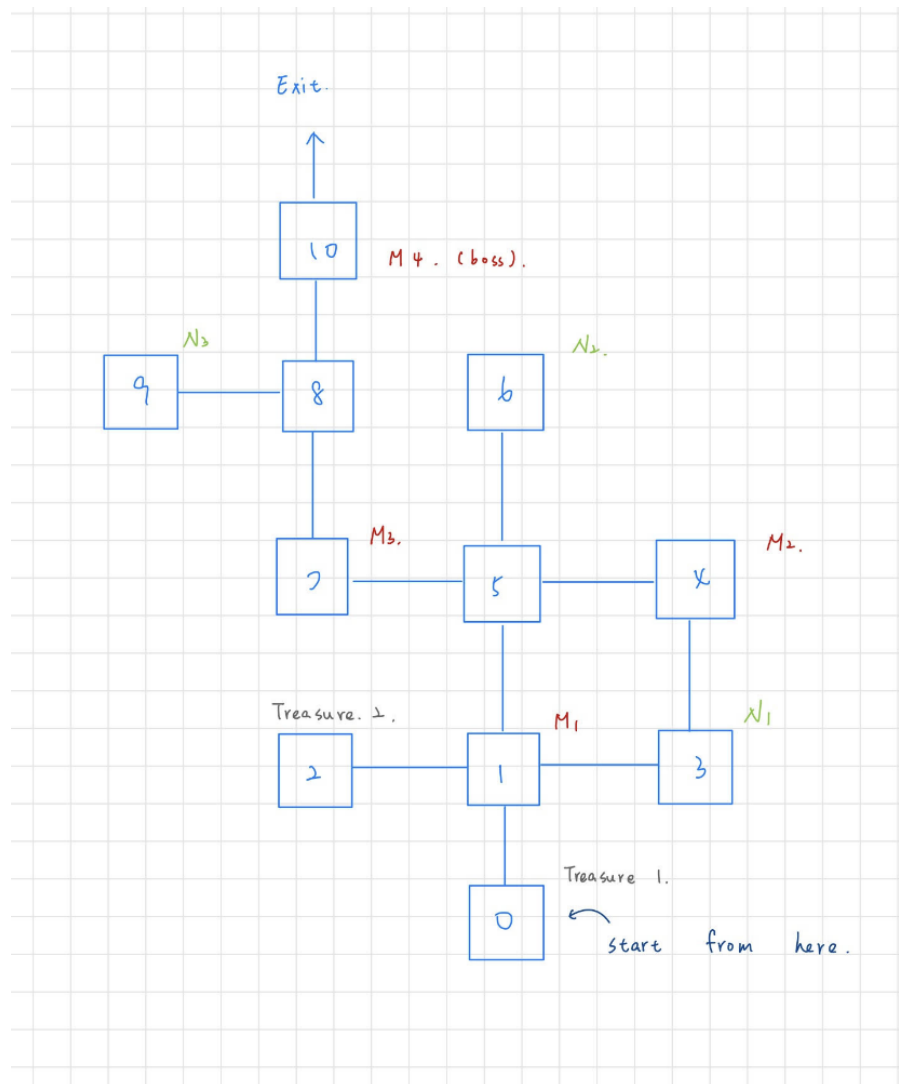 Exit.
10
M4. (boss).
N3
N2.
9
8
6
M3.
M2.
7
5
4
Treasure. 2.
M1
N1
2
1
3
Treasure 1.
0
start from here.